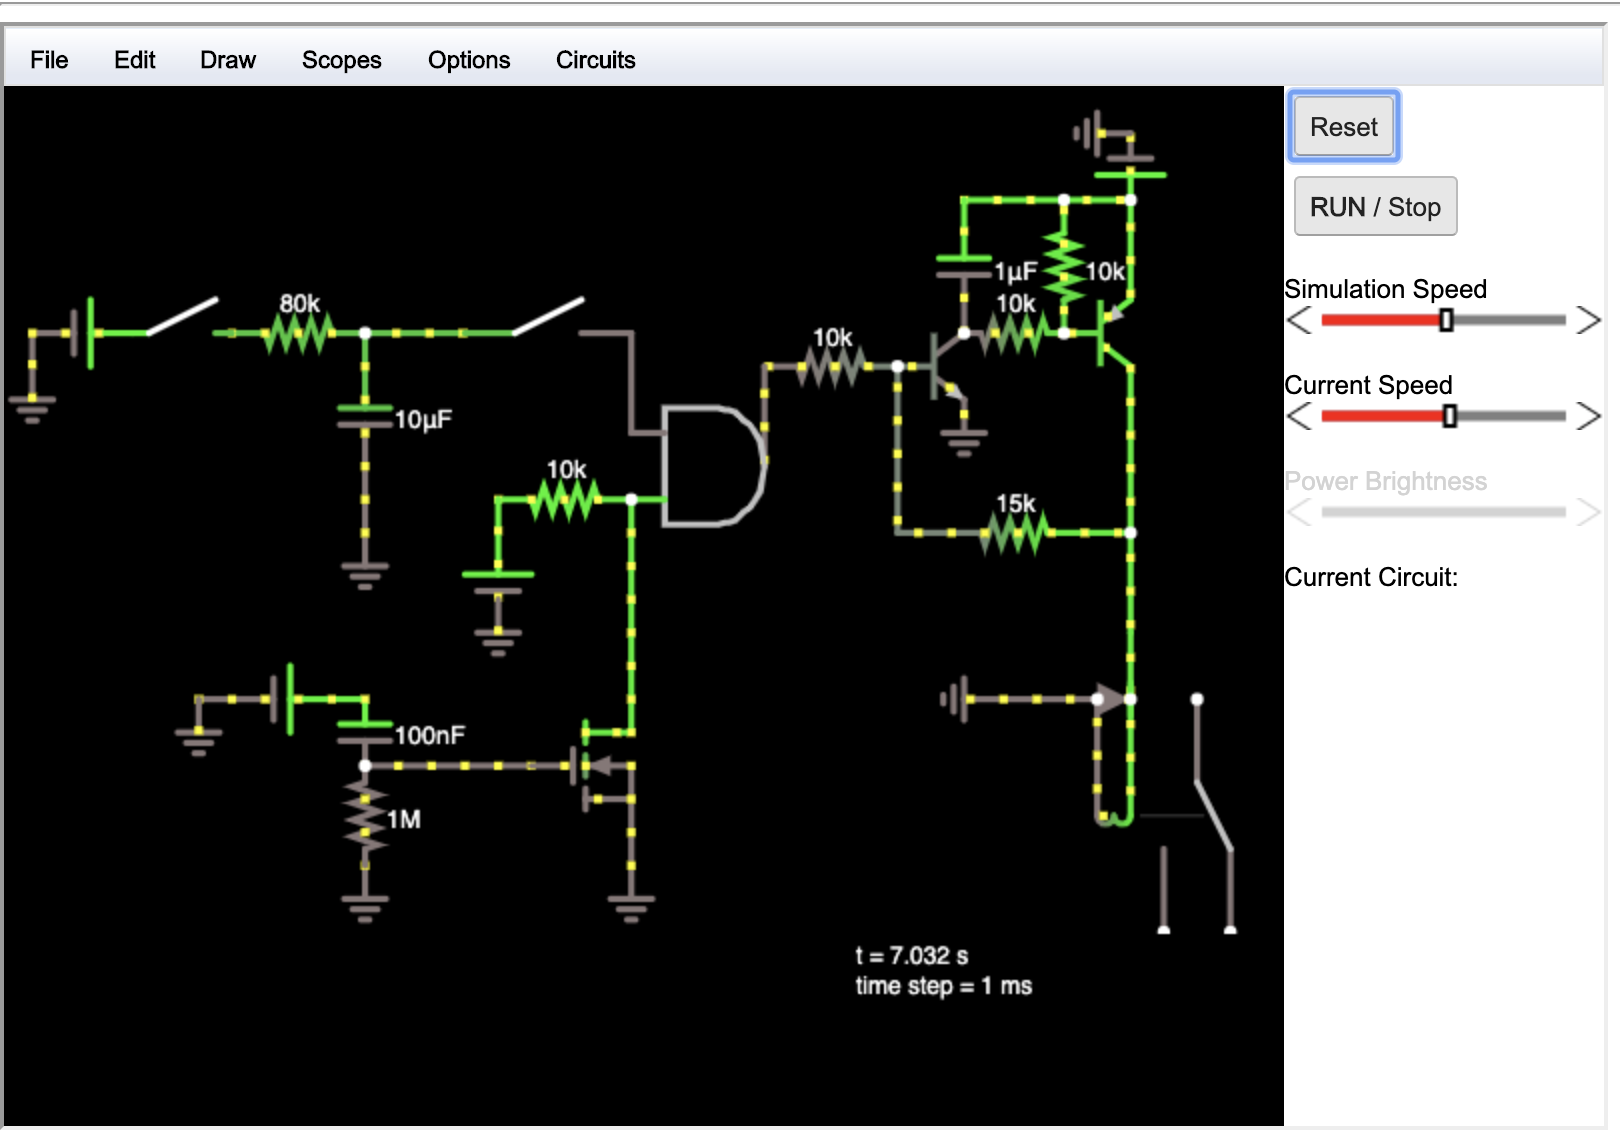 File Edit Draw Scopes Options Circuits
Reset
RUN / Stop
Simulation Speed
Current Speed
Power Brightness
Current Circuit:
1μF
10k
10k
80k
10k
10μF
10k
15k
100nF
1M
t = 7.032 s
time step = 1 ms